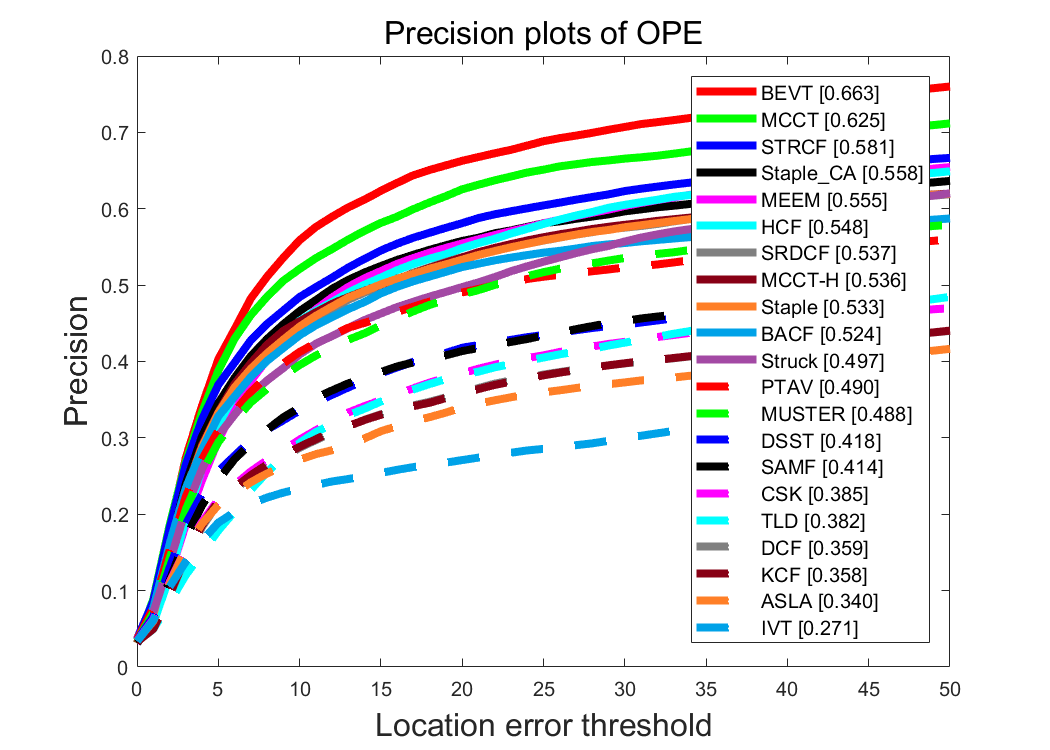 Precision plots of OPE
Precision
0.8
0.7
0.6
0.5
0.4
0.3
0.2
0.1
0
BEVT [0.663]
MCCT [0.625]
STRCF [0.581]
Staple_CA [0.558]
MEEM [0.555]
HCF [0.548]
SRDCF [0.537]
MCCT-H [0.536]
Staple [0.533]
BACF [0.524]
Struck [0.497]
PTAV [0.490]
MUSTER [0.488]
DSST [0.418]
SAMF [0.414]
CSK [0.385]
TLD [0.382]
DCF [0.359]
KCF [0.358]
ASLA [0.340]
IVT [0.271]
0 5 10 15 20 25 30 35 40 45 50
Location error threshold